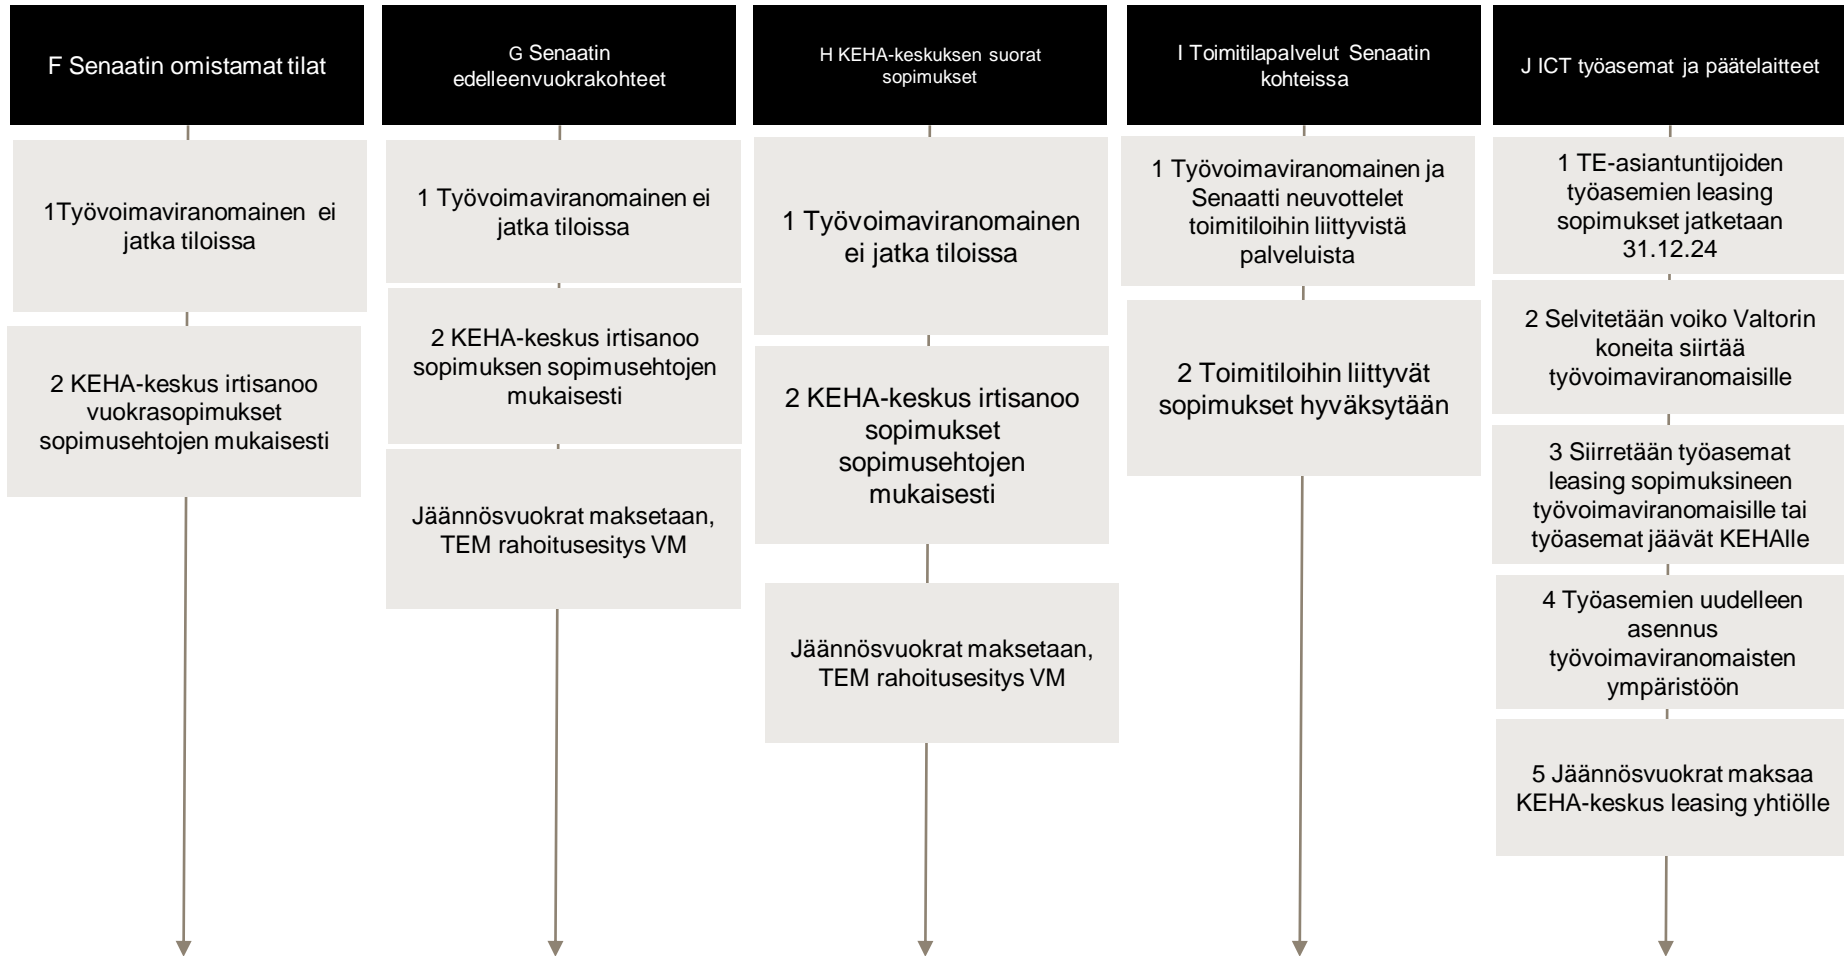 F Senaatin omistamat tilat
1Työvoimaviranomainen ei
jatka tiloissa
2 KEHA-keskus irtisanoo
vuokrasopimukset
sopimusehtojen mukaisesti
G Senaatin
edelleenvuokrakohteet
1 Työvoimaviranomainen ei
jatka tiloissa
2 KEHA-keskus irtisanoo
sopimuksen sopimusehtojen
mukaisesti
Jäännösvuokrat maksetaan,
TEM rahoitusesitys VM
H KEHA-keskuksen suorat
sopimukset
1 Työvoimaviranomainen
ei jatka tiloissa
2 KEHA-keskus irtisanoo
sopimukset
sopimusehtojen
mukaisesti
Jäännösvuokrat maksetaan,
TEM rahoitusesitys VM
I Toimitilapalvelut Senaatin
kohteissa
1 Työvoimaviranomainen ja
Senaatti neuvottelet
toimitiloihin liittyvistä
palveluista
2 Toimitiloihin liittyvät
sopimukset hyväksytään
J ICT työasemat ja päätelaitteet
1 TE-asiantuntijoiden
työasemien leasing
sopimukset jatketaan
31.12.24
2 Selvitetään voiko Valtorin
koneita siirtää
työvoimaviranomaisille
3 Siirretään työasemat
leasing sopimuksineen
työvoimaviranomaisille tai
työasemat jäävät KEHAlle
4 Työasemien uudelleen
asennus
työvoimaviranomaisten
ympäristöön
5 Jäännösvuokrat maksaa
KEHA-keskus leasing yhtiölle